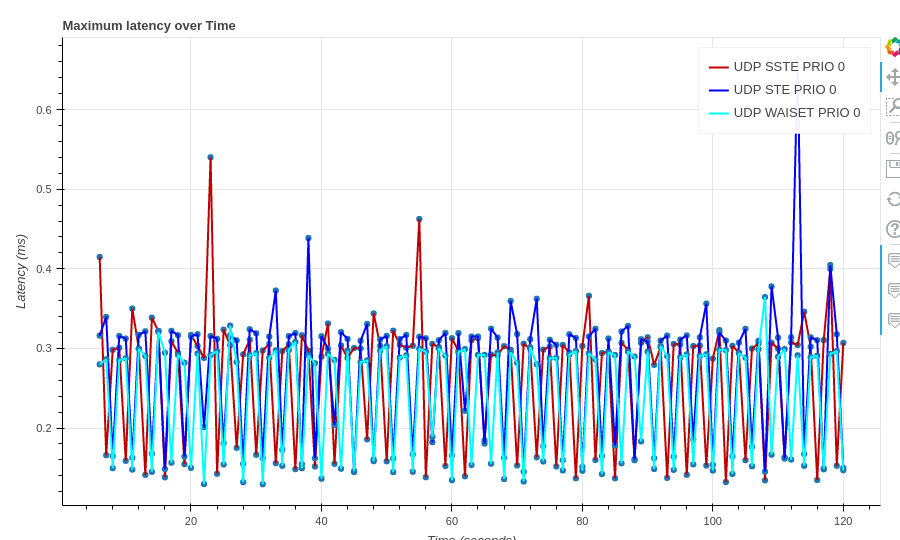 Maximum latency over Time
UDP SSTE PRIO 0
UDP STE PRIO 0
UDP WAISET PRIO 0
Latency (ms)
0.6
0.5
0.4
0.3
0.2
20 40 60 80 100 120
Time (seconds)